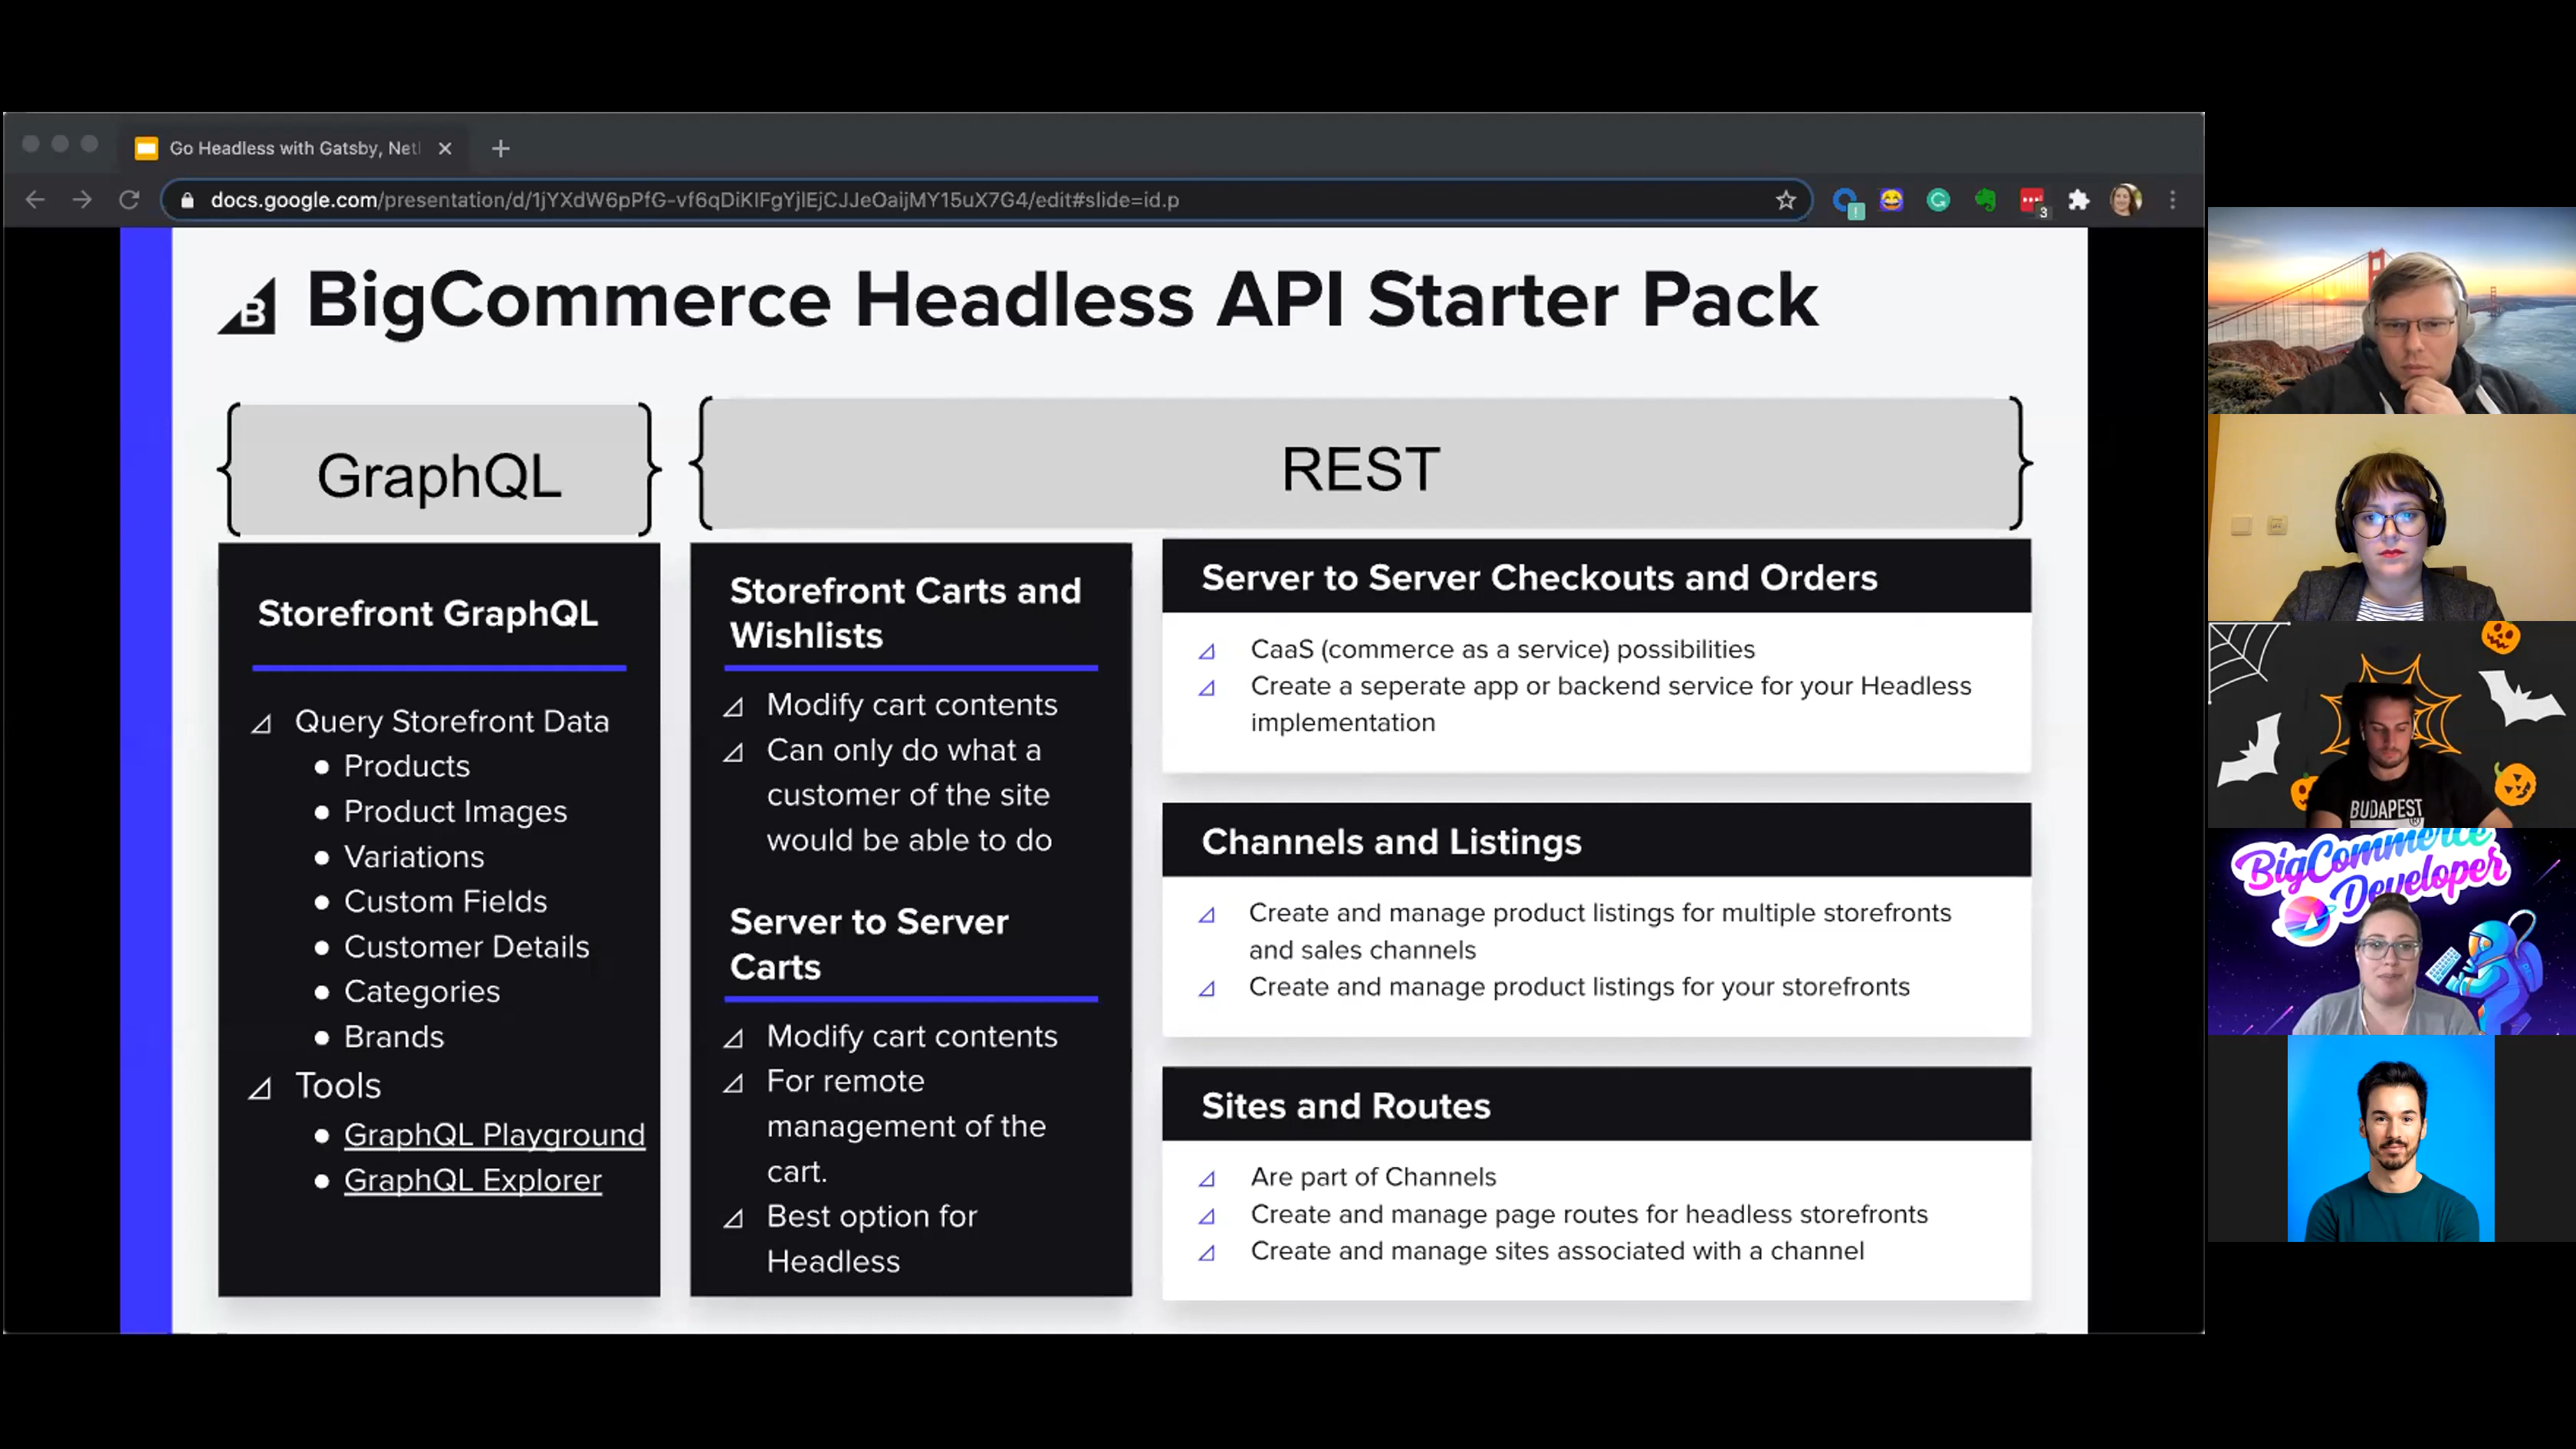 Go Headless with Gatsby, Netl
docs.google.com/presentation/d/1jYXdW6pPfG-vf6qDiKIFgYjlEjCJJeOaijMY15uX7G4/edit#slide=id.p
3
B BigCommerce Headless API Starter Pack
GraphQL
REST
Storefront GraphQL
Query Storefront Data
Products
Product Images
Variations
Custom Fields
Customer Details
Categories
Brands
Tools
GraphQL Playground
GraphQL Explorer
Storefront Carts and
Wishlists
Modify cart contents
Can only do what a
customer of the site
would be able to do
Server to Server
Carts
Modify cart contents
For remote
management of the
cart.
Best option for
Headless
Server to Server Checkouts and Orders
CaaS (commerce as a service) possibilities
Create a seperate app or backend service for your Headless
implementation
Channels and Listings
Create and manage product listings for multiple storefronts
and sales channels
Create and manage product listings for your storefronts
Sites and Routes
Are part of Channels
Create and manage page routes for headless storefronts
Create and manage sites associated with a channel
BUDAPEST
BigCommerce
Developer